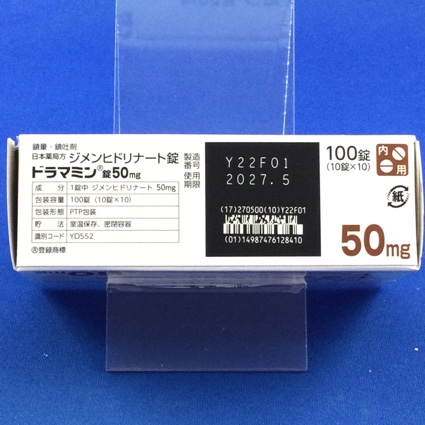 鎮暈・鎮吐剤
日本薬局方 ジメンヒドリナート錠
ドラマミン®錠50mg
成分 1錠中 ジメンヒドリナート 50mg
包装容量 100錠（10錠×10）
包装形態 PTP包装
貯法 室温保存、密閉容器
識別コード YD552
®登録商標
製造番号
使用期限
Y22F01
2027.5
(17)270500(10)Y22F01
(01)14987476128410
100錠
(10錠×10)
内用
紙
50mg